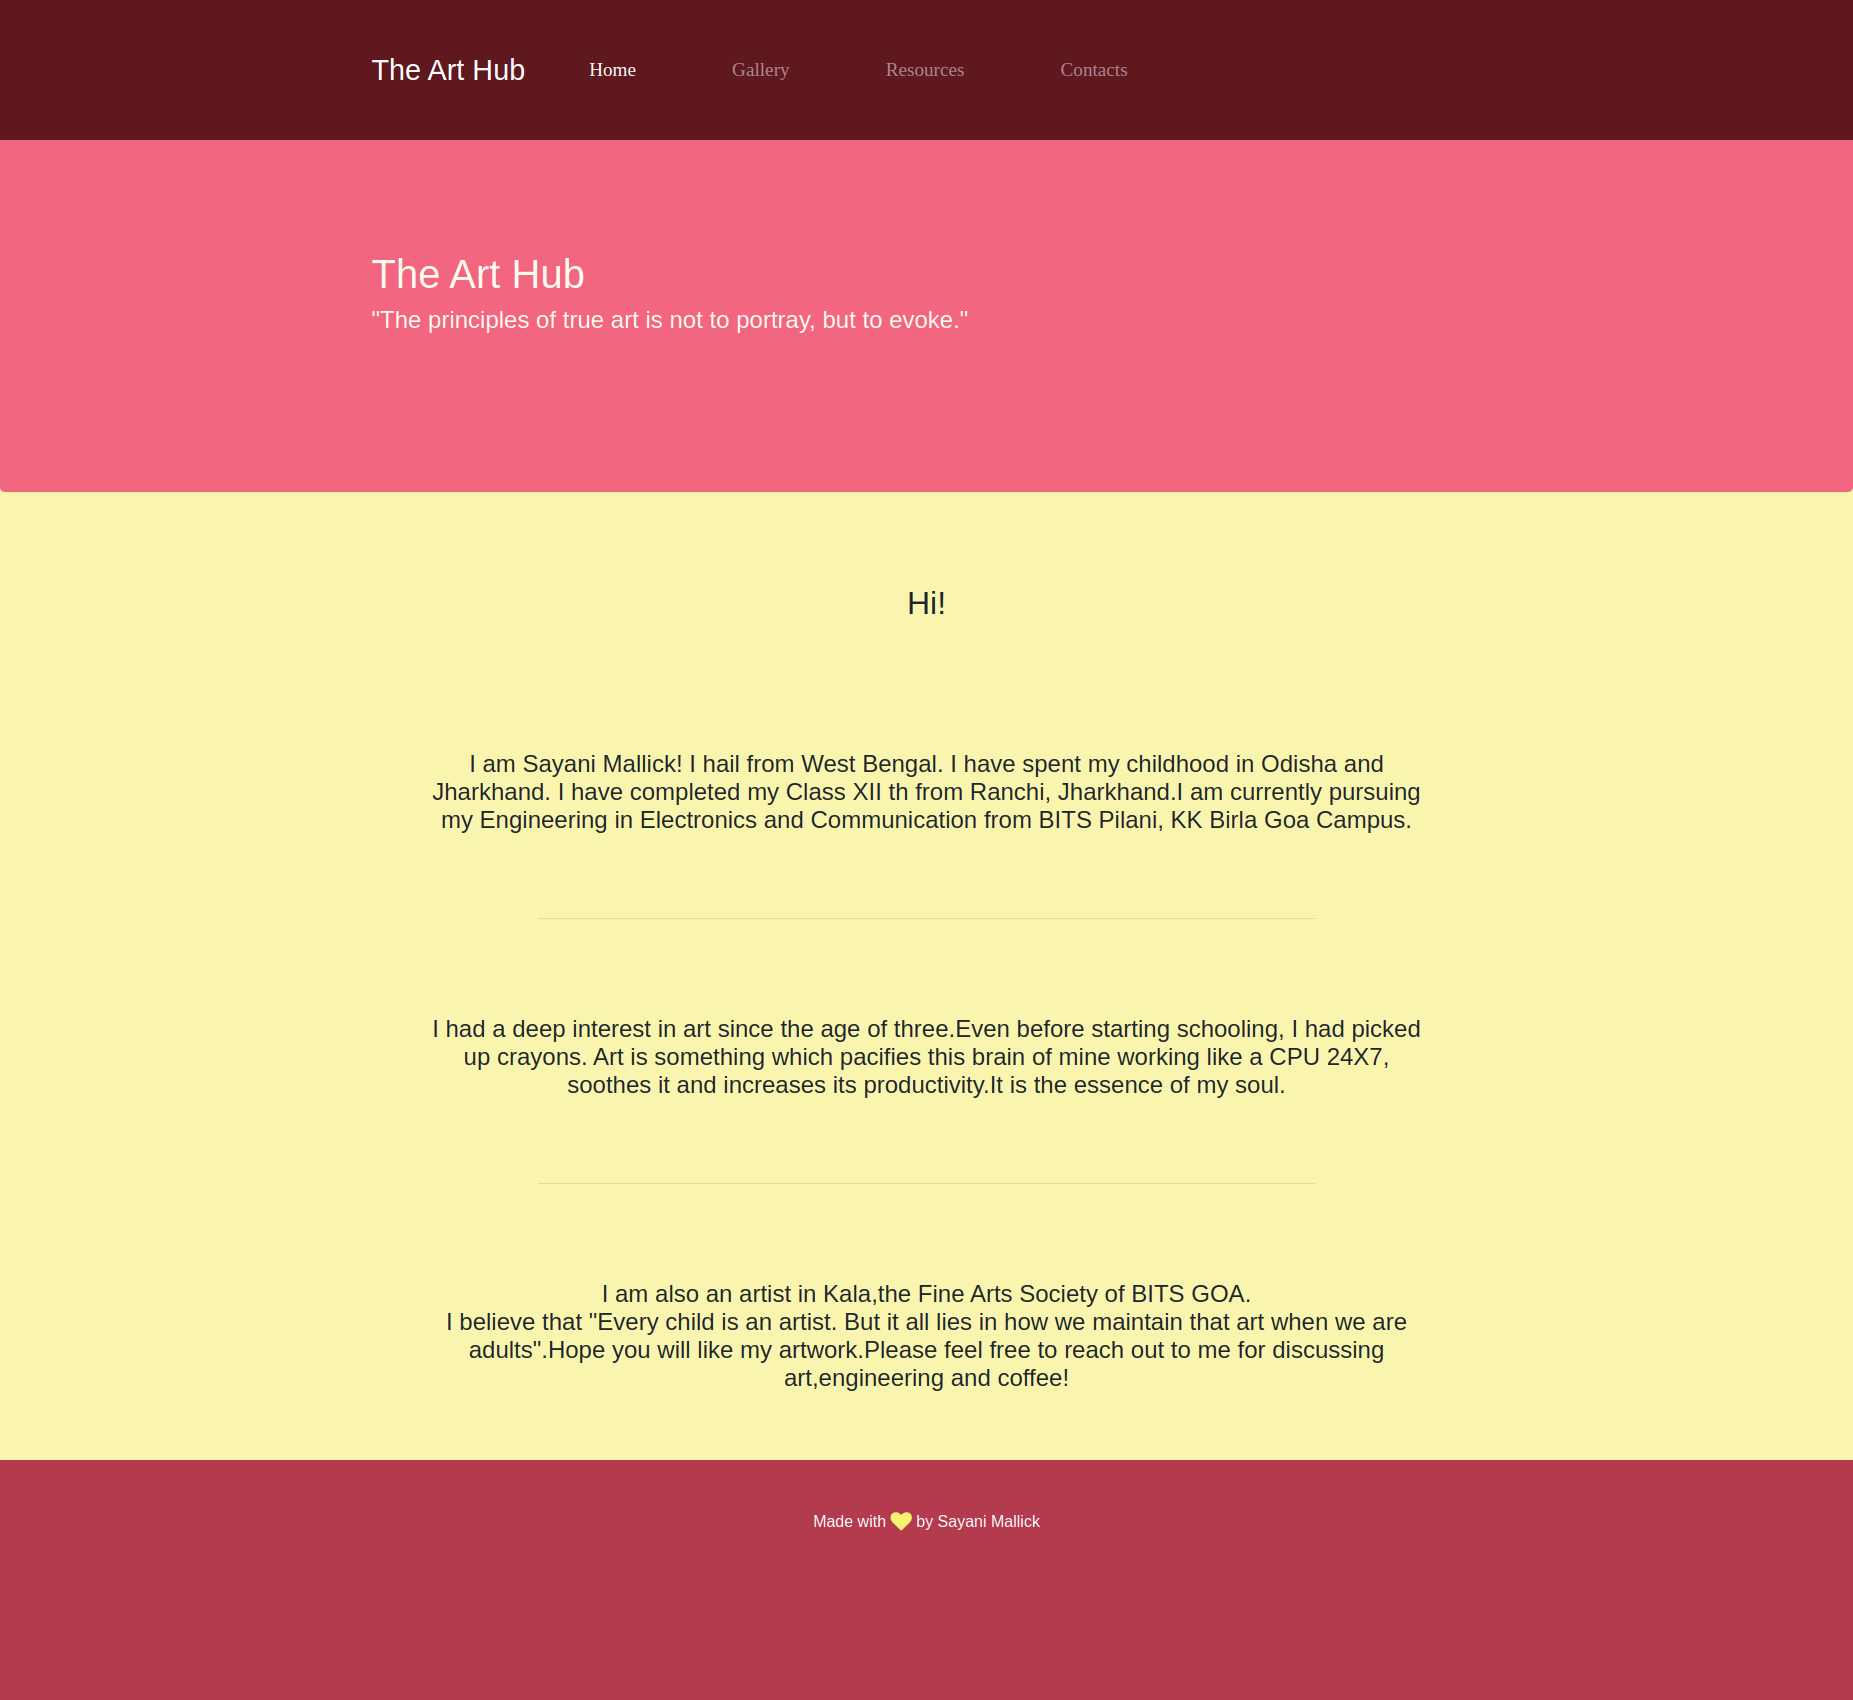 The Art Hub Home Gallery Resources Contacts
The Art Hub
"The principles of true art is not to portray, but to evoke."
Hi!
I am Sayani Mallick! I hail from West Bengal. I have spent my childhood in Odisha and
Jharkhand. I have completed my Class XII th from Ranchi, Jharkhand.I am currently pursuing
my Engineering in Electronics and Communication from BITS Pilani, KK Birla Goa Campus.
I had a deep interest in art since the age of three.Even before starting schooling, I had picked
up crayons. Art is something which pacifies this brain of mine working like a CPU 24X7,
soothes it and increases its productivity.It is the essence of my soul.
I am also an artist in Kala,the Fine Arts Society of BITS GOA.
I believe that "Every child is an artist. But it all lies in how we maintain that art when we are
adults".Hope you will like my artwork.Please feel free to reach out to me for discussing
art,engineering and coffee!
Made with 💛 by Sayani Mallick